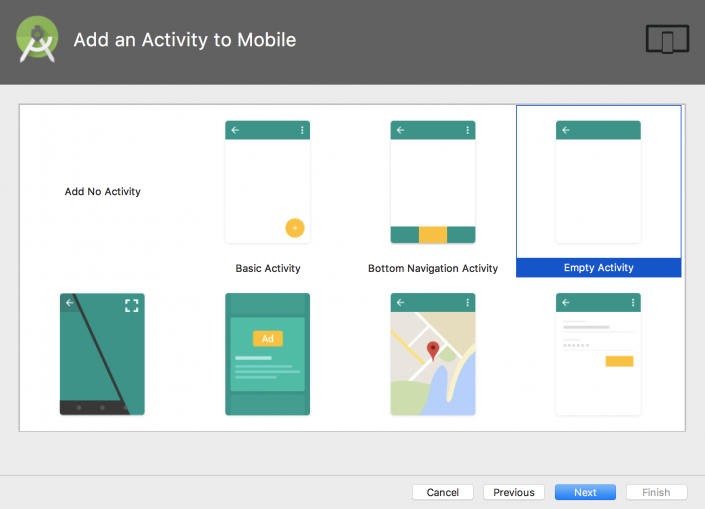 Add an Activity to Mobile
Add No Activity
Basic Activity
Bottom Navigation Activity
Empty Activity
Ad
Cancel
Previous
Next
Finish